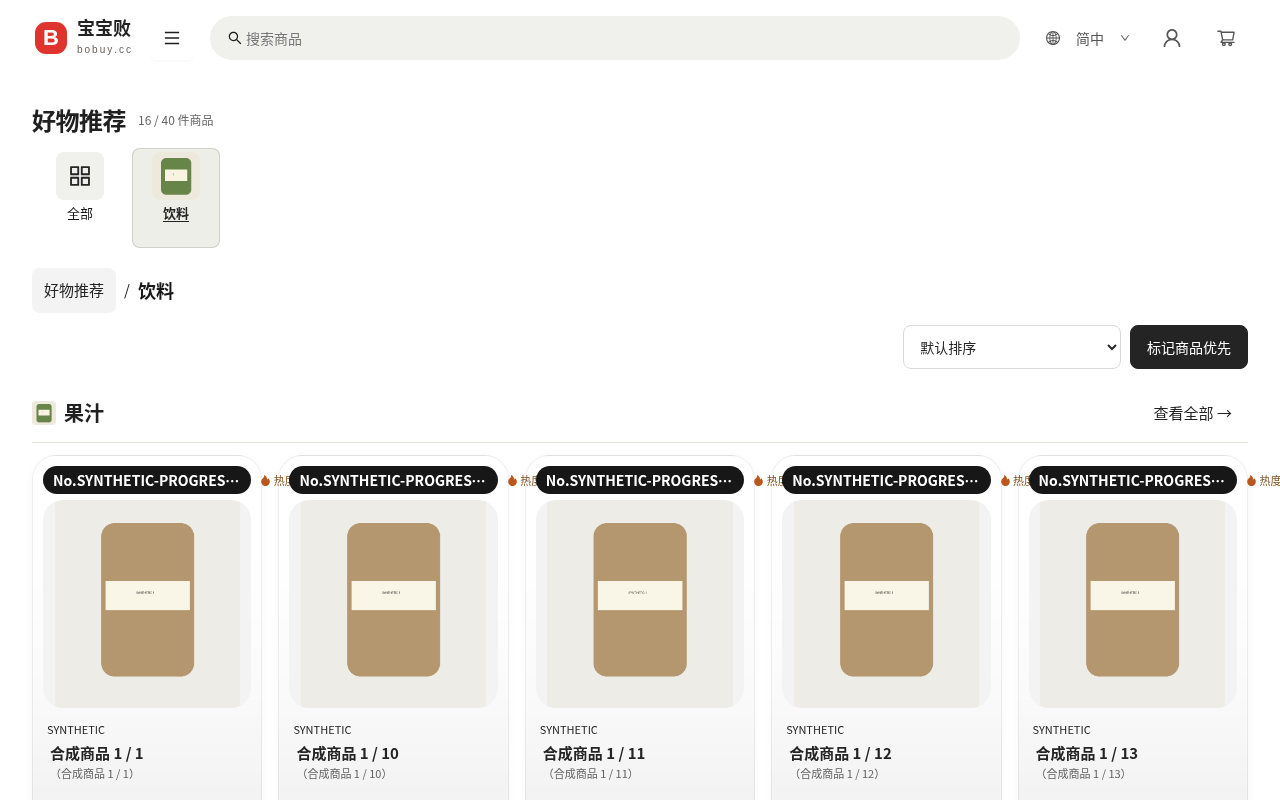 B 宝宝败
bobuy.cc
搜索商品
简中
好物推荐 16 / 40 件商品
全部
饮料
好物推荐 / 饮料
默认排序
标记商品优先
果汁
查看全部 →
No.SYNTHETIC-PROGRES… 热度
No.SYNTHETIC-PROGRES… 热度
No.SYNTHETIC-PROGRES… 热度
No.SYNTHETIC-PROGRES… 热度
No.SYNTHETIC-PROGRES… 热度
SYNTHETIC
合成商品 1 / 1
（合成商品 1 / 1）
SYNTHETIC
合成商品 1 / 10
（合成商品 1 / 10）
SYNTHETIC
合成商品 1 / 11
（合成商品 1 / 11）
SYNTHETIC
合成商品 1 / 12
（合成商品 1 / 12）
SYNTHETIC
合成商品 1 / 13
（合成商品 1 / 13）